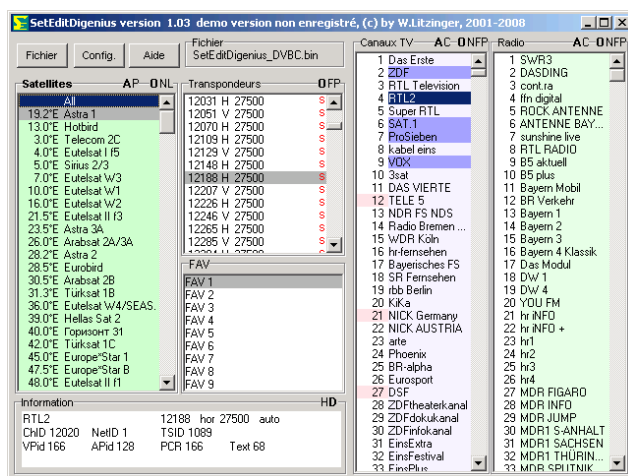 SetEditDigenius version 1.03 demo version non enregistré, (c) by W.Litzinger, 2001-2008
Fichier Config. Aide
Fichier
SetEditDigenius_DVBC.bin
Satellites AP ONL
All
19.2°E Astra 1
13.0°E Hotbird
3.0°E Telecom 2C
4.0°E Eutelsat I f5
5.0°E Sirius 2/3
7.0°E Eutelsat W3
10.0°E Eutelsat W1
16.0°E Eutelsat W2
21.5°E Eutelsat II f3
23.5°E Astra 3A
26.0°E Arabsat 2A/3A
28.2°E Astra 2
28.5°E Eurobird
30.5°E Arabsat 2B
31.3°E Türksat 1B
36.0°E Eutelsat W4/SEAS.
39.0°E Hellas Sat 2
40.0°E Горизонт 31
42.0°E Türksat 1C
45.0°E Europe*Star 1
47.5°E Europe*Star B
48.0°E Eutelsat II f1
Transpondeurs OFP
12031 H 27500 S
12051 V 27500 S
12070 H 27500 S
12109 H 27500 S
12129 V 27500 S
12148 H 27500 S
12188 H 27500 S
12207 V 27500 S
12226 H 27500 S
12246 V 27500 S
12265 H 27500 S
12285 V 27500 S
FAV
FAV 1
FAV 2
FAV 3
FAV 4
FAV 5
FAV 6
FAV 7
FAV 8
FAV 9
Information HD
RTL2 12188 hor 27500 auto
ChID 12020 NetID 1 TSID 1089
VPid 166 APid 128 PCR 166 Text 68
Canaux TV AC ONFP
1 Das Erste
2 ZDF
3 RTL Television
4 RTL2
5 Super RTL
6 SAT.1
7 ProSieben
8 kabel eins
9 VOX
10 3sat
11 DAS VIERTE
12 TELE 5
13 NDR FS NDS
14 Radio Bremen ...
15 WDR Köln
16 hr-fernsehen
17 Bayerisches FS
18 SR Fernsehen
19 rbb Berlin
20 KiKa
21 NICK Germany
22 NICK AUSTRIA
23 arte
24 Phoenix
25 BR-alpha
26 Eurosport
27 DSF
28 ZDFtheaterkanal
29 ZDFdokukanal
30 ZDFinfokanal
31 EinsExtra
32 EinsFestival
33 EinsPlus
Radio AC ONFP
1 SWR3
2 DASDING
3 cont.ra
4 ffn digital
5 ROCK ANTENNE
6 ANTENNE BAY...
7 sunshine live
8 RTL RADIO
9 B5 aktuell
10 B5 plus
11 Bayern Mobil
12 BR Verkehr
13 Bayern 1
14 Bayern 2
15 Bayern 3
16 Bayern 4 Klassik
17 Das Modul
18 DW 1
19 DW 4
20 YOU FM
21 hr iNFO
22 hr iNFO +
23 hr1
24 hr2
25 hr3
26 hr4
27 MDR FIGARO
28 MDR INFO
29 MDR JUMP
30 MDR1 S-ANHALT
31 MDR1 SACHSEN
32 MDR1 THÜRIN...
33 MDR SPUTNIK